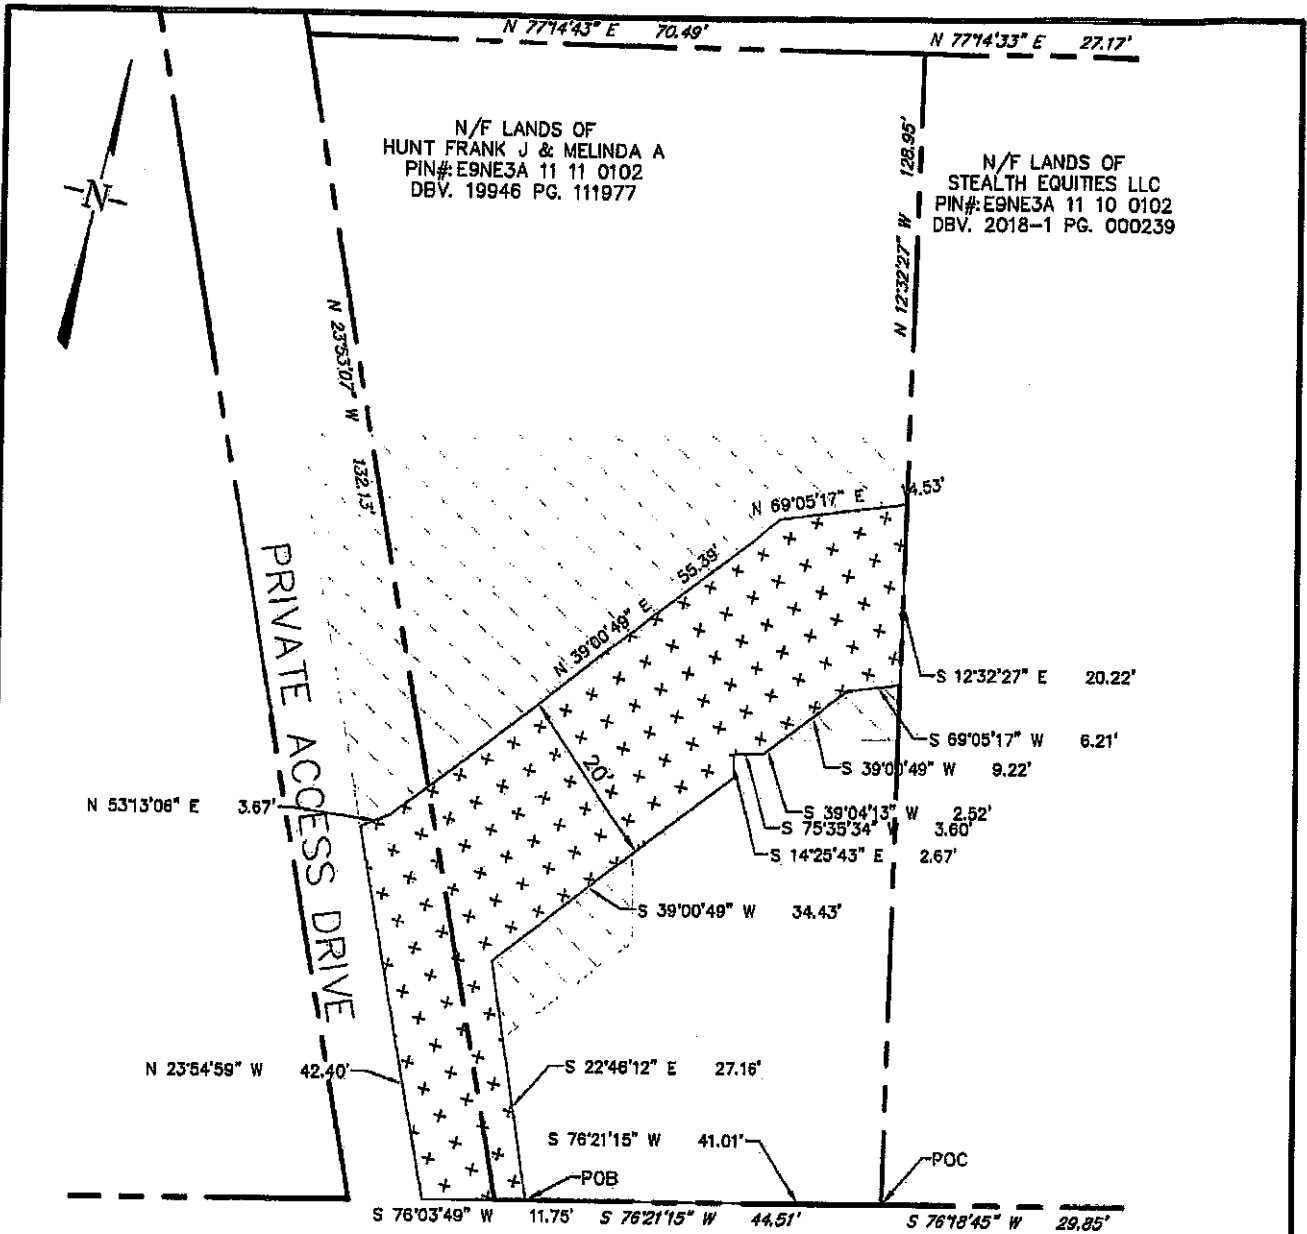 N 77°14'43" E 70.49'
N 77°14'33" E 27.17'
N
N/F LANDS OF
HUNT FRANK J & MELINDA A
PIN#: E9NE3A 11 11 0102
DBV. 19946 PG. 111977
N/F LANDS OF
STEALTH EQUITIES LLC
PIN#: E9NE3A 11 10 0102
DBV. 2018-1 PG. 000239
N 12°32'27" W 128.95'
N 23°53'07" W 132.13'
PRIVATE ACCESS DRIVE
N 69°05'17" E 14.53'
N 39°00'49" E 55.39'
20'
S 12°32'27" E 20.22'
S 69°05'17" W 6.21'
S 39°00'49" W 9.22'
S 39°04'13" W 2.52'
S 75°35'34" W 3.60'
S 14°25'43" E 2.67'
N 53°13'06" E 3.67'
S 39°00'49" W 34.43'
N 23°54'59" W 42.40'
S 22°46'12" E 27.16'
S 76°21'15" W 41.01'
POC
POB
S 76°03'49" W 11.75'
S 76°21'15" W 44.51'
S 76°18'45" W 29.85'